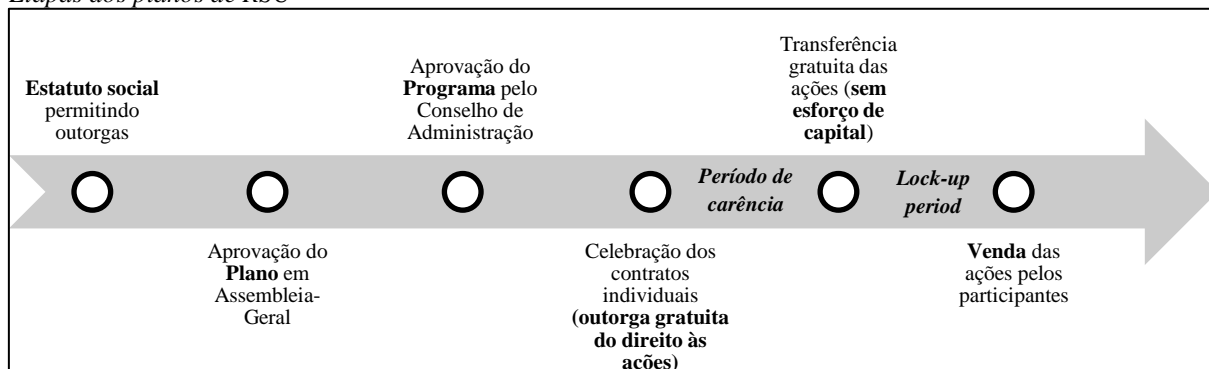 Etapas dos planos de RSU
Estatuto social
permitindo
outorgas
Aprovação do
Plano em
Assembleia-
Geral
Aprovação do
Programa pelo
Conselho de
Administração
Celebração dos
contratos
individuais
(outorga gratuita
do direito às
ações)
Período de
carência
Transferência
gratuita das
ações (sem
esforço de
capital)
Lock-up
period
Venda das
ações pelos
participantes